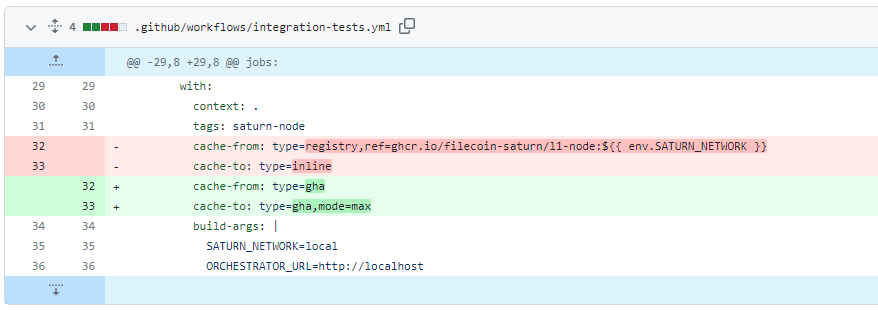 4 .github/workflows/integration-tests.yml
@@ -29,8 +29,8 @@ jobs:
29 29 with:
30 30 context: .
31 31 tags: saturn-node
32 - cache-from: type=registry,ref=ghcr.io/filecoin-saturn/l1-node:${{ env.SATURN_NETWORK }}
33 - cache-to: type=inline
32 + cache-from: type=gha
33 + cache-to: type=gha,mode=max
34 34 build-args: |
35 35 SATURN_NETWORK=local
36 36 ORCHESTRATOR_URL=http://localhost